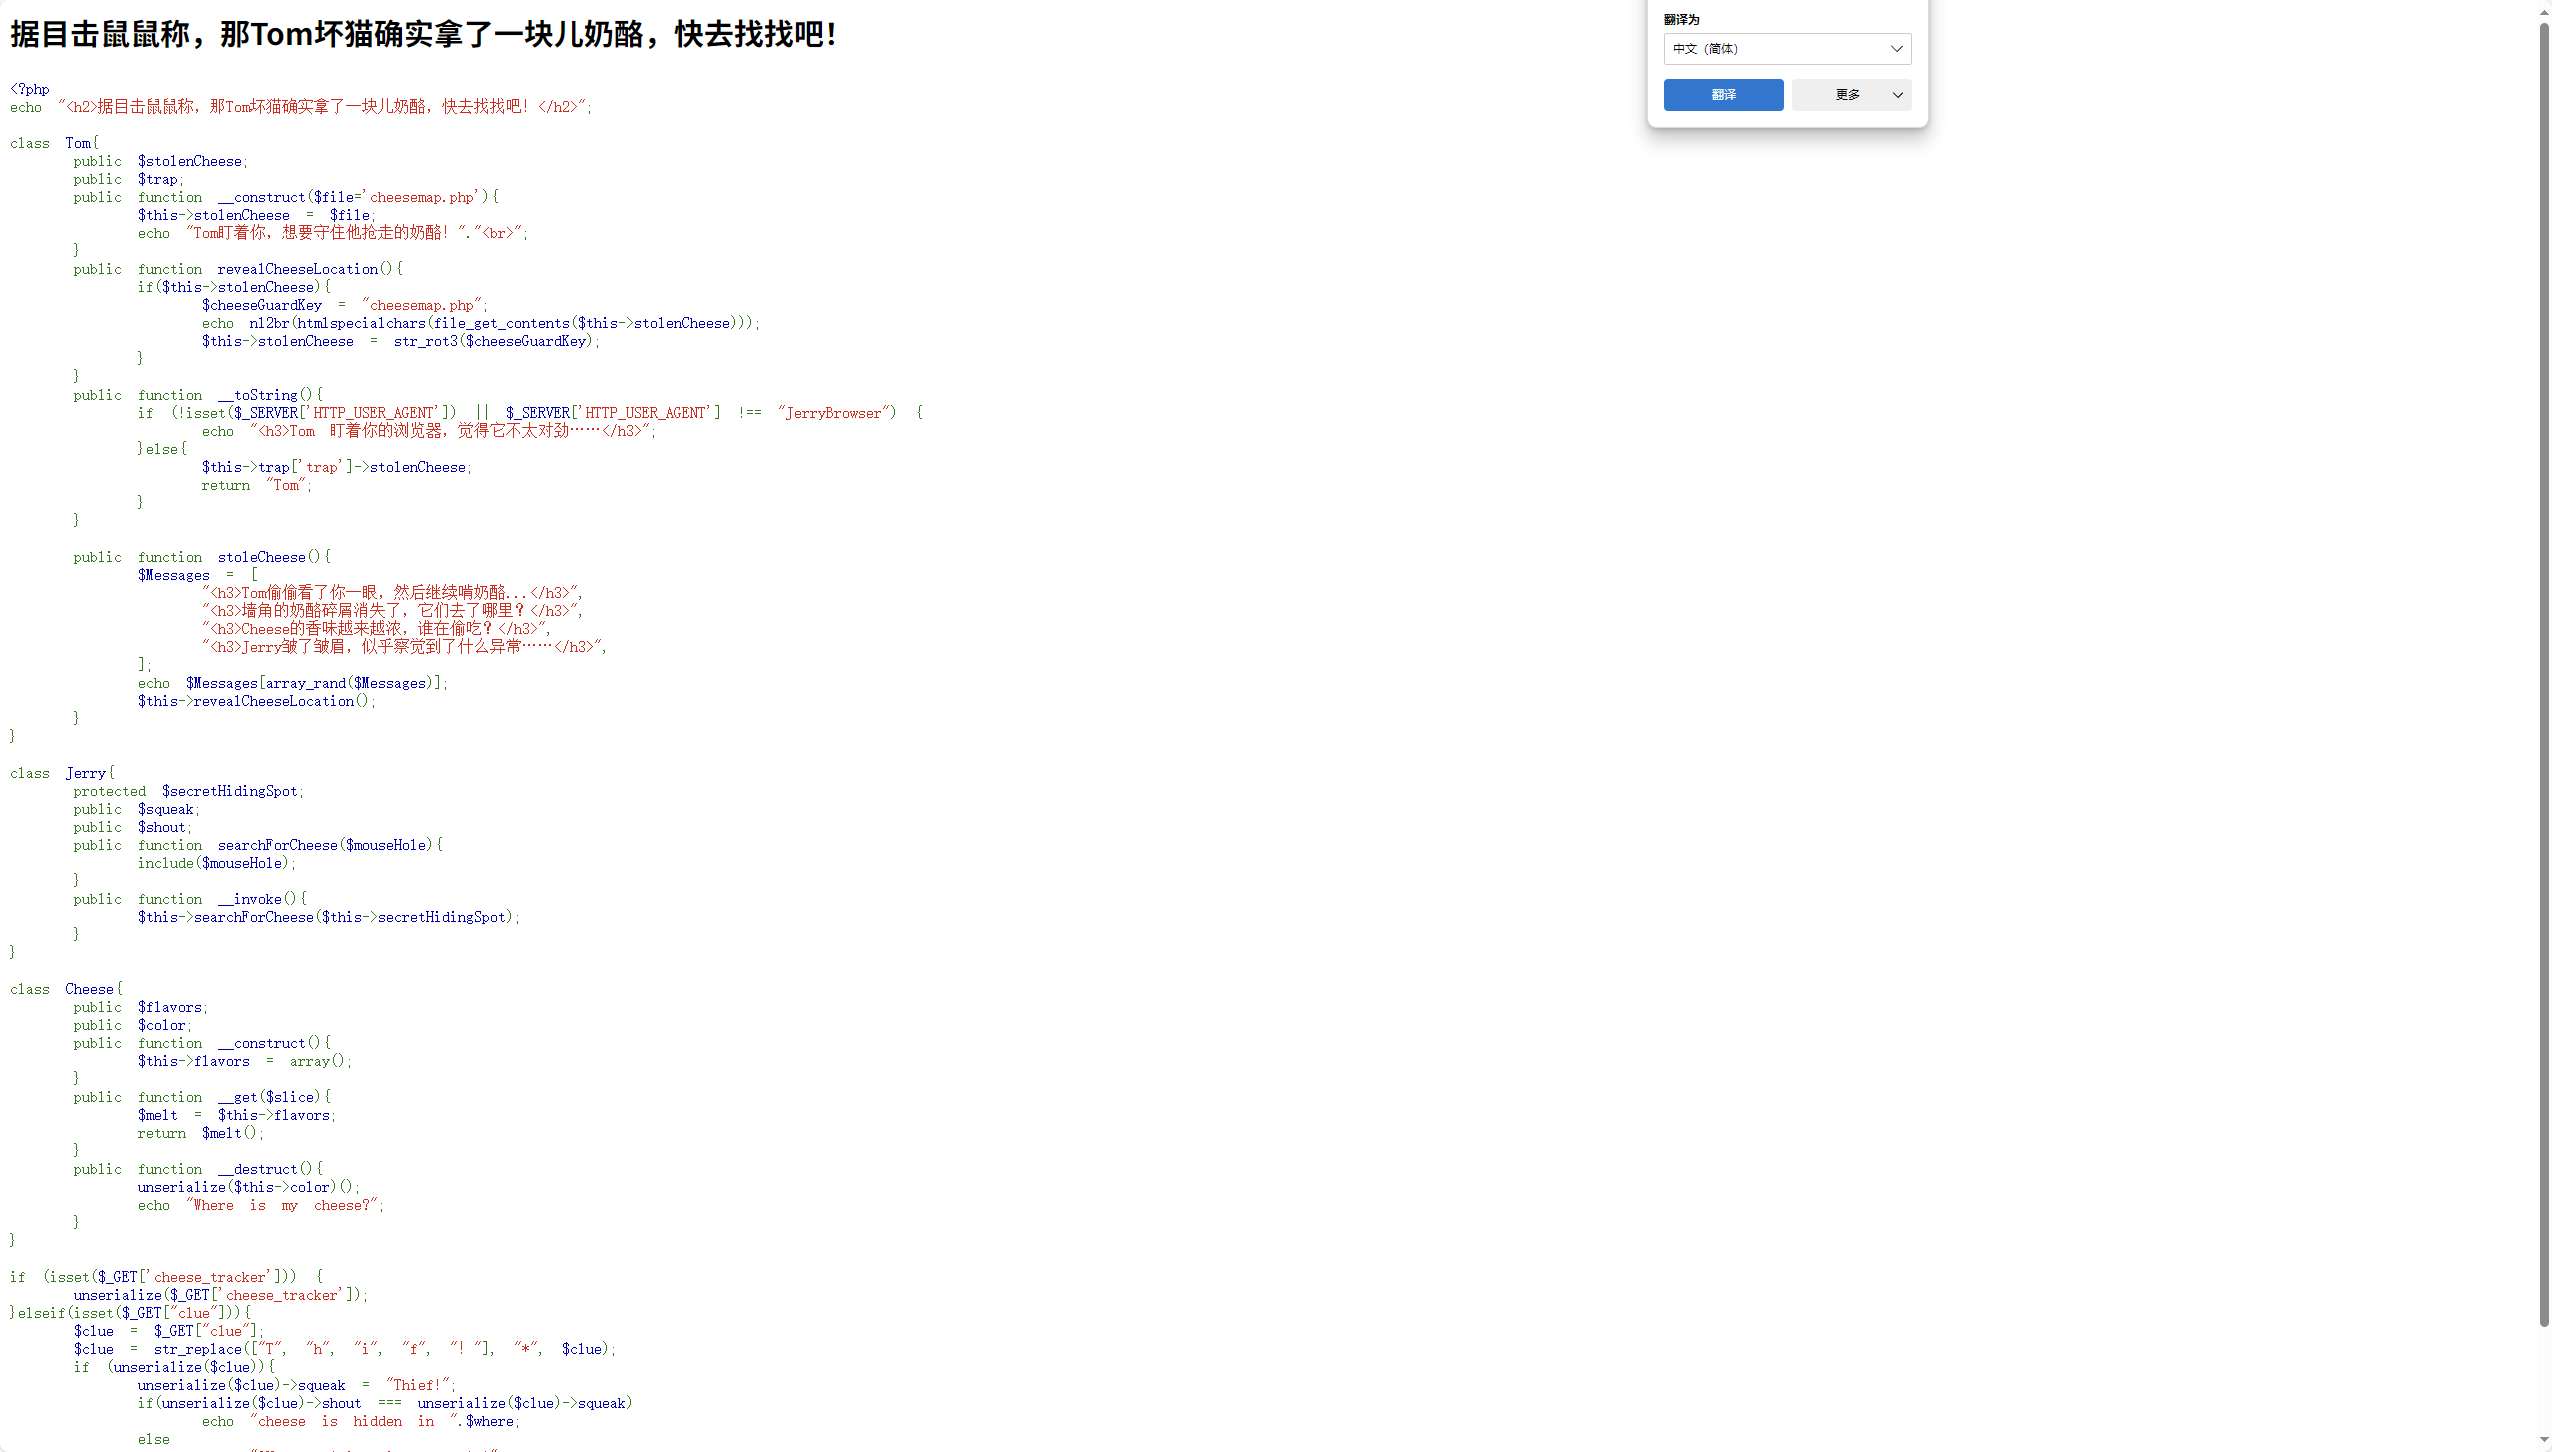 据目击鼠鼠称，那Tom坏猫确实拿了一块儿奶酪，快去找找吧！
翻译为
中文（简体）
翻译
更多
<?php
echo "<h2>据目击鼠鼠称，那Tom坏猫确实拿了一块儿奶酪，快去找找吧！</h2>";
class Tom{
public $stolenCheese;
public $trap;
public function __construct($file='cheesemap.php'){
$this->stolenCheese = $file;
echo "Tom盯着你，想要守住他抢走的奶酪！"."<br>";
}
public function revealCheeseLocation(){
if($this->stolenCheese){
$cheeseGuardKey = "cheesemap.php";
echo nl2br(htmlspecialchars(file_get_contents($this->stolenCheese)));
$this->stolenCheese = str_rot3($cheeseGuardKey);
}
}
public function __toString(){
if (!isset($_SERVER['HTTP_USER_AGENT']) || $_SERVER['HTTP_USER_AGENT'] !== "JerryBrowser") {
echo "<h3>Tom 盯着你的浏览器，觉得它不太对劲……</h3>";
}else{
$this->trap['trap']->stolenCheese;
return "Tom";
}
}
public function stoleCheese(){
$Messages = [
"<h3>Tom偷偷看了你一眼，然后继续啃奶酪...</h3>",
"<h3>墙角的奶酪碎屑消失了，它们去了哪里？</h3>",
"<h3>Cheese的香味越来越浓，谁在偷吃？</h3>",
"<h3>Jerry皱了皱眉，似乎察觉到了什么异常……</h3>",
];
echo $Messages[array_rand($Messages)];
$this->revealCheeseLocation();
}
}
class Jerry{
protected $secretHidingSpot;
public $squeak;
public $shout;
public function searchForCheese($mouseHole){
include($mouseHole);
}
public function __invoke(){
$this->searchForCheese($this->secretHidingSpot);
}
}
class Cheese{
public $flavors;
public $color;
public function __construct(){
$this->flavors = array();
}
public function __get($slice){
$melt = $this->flavors;
return $melt();
}
public function __destruct(){
unserialize($this->color)();
echo "Where is my cheese?";
}
}
if (isset($_GET['cheese_tracker'])) {
unserialize($_GET['cheese_tracker']);
}elseif(isset($_GET["clue"])){
$clue = $_GET["clue"];
$clue = str_replace(["T", "h", "i", "f", "!"], "*", $clue);
if (unserialize($clue)){
unserialize($clue)->squeak = "Thief!";
if(unserialize($clue)->shout === unserialize($clue)->squeak)
echo "cheese is hidden in ".$where;
else